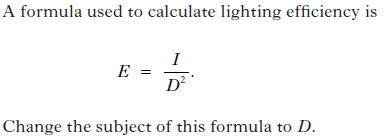 A formula used to calculate lighting efficiency is
E = I / D².
Change the subject of this formula to D.